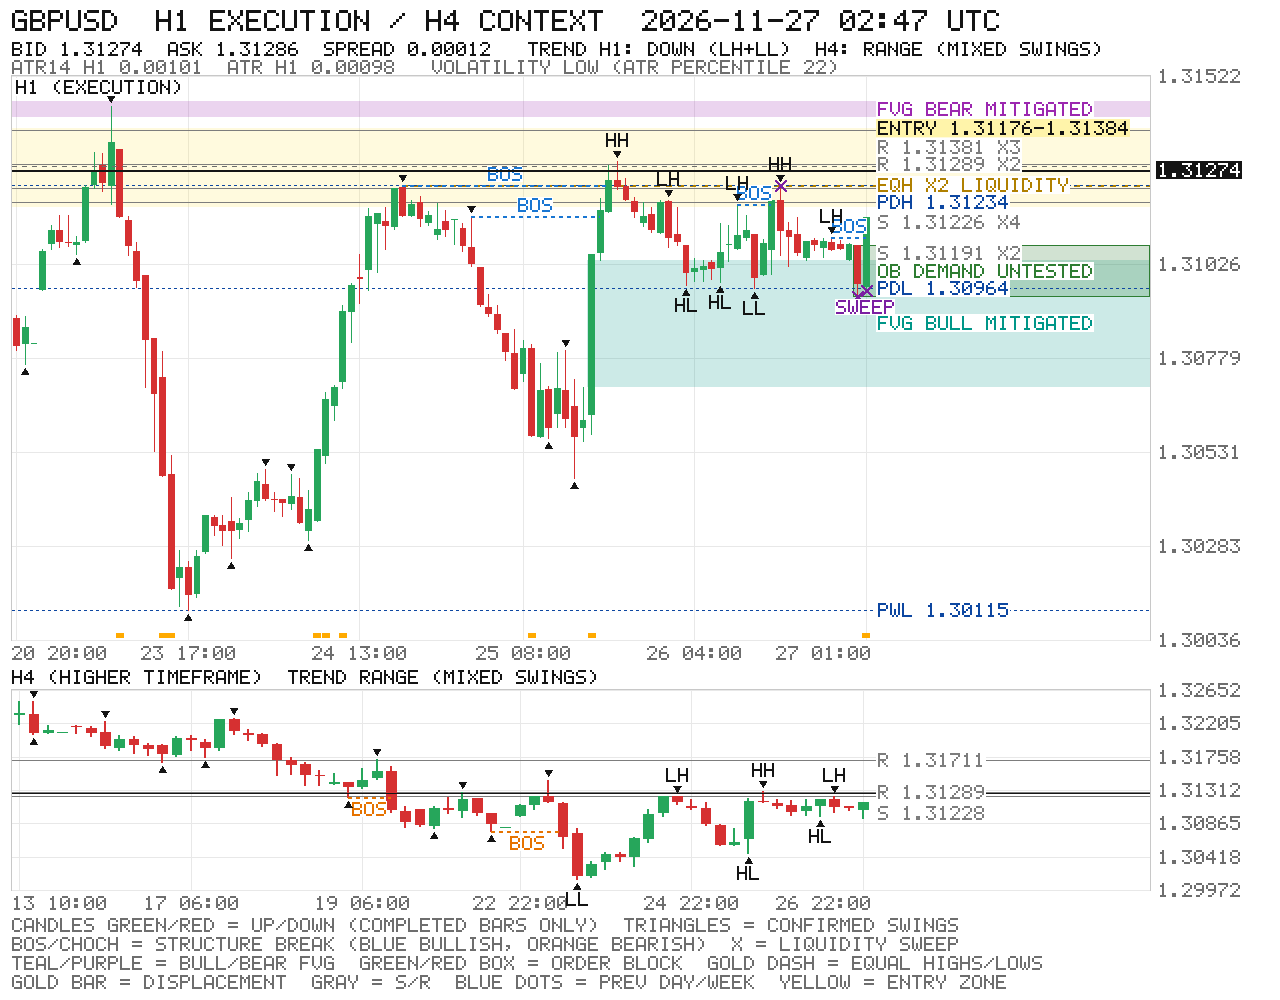 GBPUSD  H1 EXECUTION / H4 CONTEXT  2026-11-27 02:47 UTC
BID 1.31274  ASK 1.31286  SPREAD 0.00012  TREND H1: DOWN (LH+LL)  H4: RANGE (MIXED SWINGS)
ATR14 H1 0.00101  ATR H1 0.00098  VOLATILITY LOW (ATR PERCENTILE 22)
H1 (EXECUTION)
1.31522
FVG BEAR MITIGATED
ENTRY 1.31176-1.31384
HH
R 1.31381 X3
HH
R 1.31289 X2
1.31274
BOS
LH
LH
EQH X2 LIQUIDITY
BOS
BOS
PDH 1.31234
LH
BOS
S 1.31226 X4
S 1.31191 X2
1.31026
OB DEMAND UNTESTED
PDL 1.30964
HL
HL
LL
SWEEP
FVG BULL MITIGATED
1.30779
1.30531
1.30283
PWL 1.30115
1.30036
20 20:00
23 17:00
24 13:00
25 08:00
26 04:00
27 01:00
H4 (HIGHER TIMEFRAME)  TREND RANGE (MIXED SWINGS)
1.32652
1.32205
1.31758
R 1.31711
LH
HH
LH
R 1.31289
1.31312
BOS
S 1.31228
1.30865
BOS
HL
1.30418
HL
1.29972
LL
13 10:00
17 06:00
19 06:00
22 22:00
24 22:00
26 22:00
CANDLES GREEN/RED = UP/DOWN (COMPLETED BARS ONLY)  TRIANGLES = CONFIRMED SWINGS
BOS/CHOCH = STRUCTURE BREAK (BLUE BULLISH, ORANGE BEARISH)  X = LIQUIDITY SWEEP
TEAL/PURPLE = BULL/BEAR FVG  GREEN/RED BOX = ORDER BLOCK  GOLD DASH = EQUAL HIGHS/LOWS
GOLD BAR = DISPLACEMENT  GRAY = S/R  BLUE DOTS = PREV DAY/WEEK  YELLOW = ENTRY ZONE